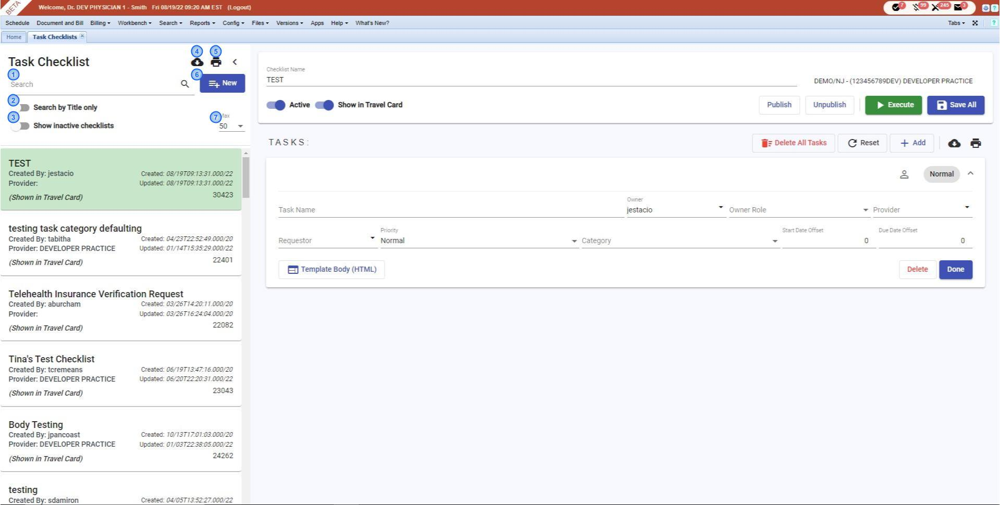 BETA
Welcome, Dr. DEV PHYSICIAN 1 - Smith Fri 08/19/22 09:20 AM EST (Logout)
7 99 245 3 ?
Schedule Document and Bill Billing Workbench Search Reports Config Files Versions Apps Help What's New? Tabs ?
Home Task Checklists
Task Checklist
4 5
1
Search
6
New
2
Search by Title only
3
Show inactive checklists
7
Max
50
TEST
Created By: jestacio
Created: 08/19T09:13:31.000/22
Provider:
Updated: 08/19T09:13:31.000/22
(Shown in Travel Card)
30423
testing task category defaulting
Created By: tabitha
Created: 04/23T22:52:49.000/20
Provider: DEVELOPER PRACTICE
Updated: 01/14T15:35:29.000/22
(Shown in Travel Card)
22401
Telehealth Insurance Verification Request
Created By: aburcham
Created: 03/26T14:20:11.000/20
Provider:
Updated: 03/26T16:24:04.000/20
(Shown in Travel Card)
22082
Tina's Test Checklist
Created By: tcremeans
Created: 06/19T13:47:16.000/20
Provider: DEVELOPER PRACTICE
Updated: 06/20T22:20:31.000/22
(Shown in Travel Card)
23043
Body Testing
Created By: jpancoast
Created: 10/13T17:01:03.000/20
Provider: DEVELOPER PRACTICE
Updated: 01/03T22:38:05.000/22
(Shown in Travel Card)
24262
testing
Created By: sdamiron
Created: 04/05T13:52:27.000/22
Checklist Name
TEST
DEMO/NJ - (123456789DEV) DEVELOPER PRACTICE
Active Show in Travel Card
Publish Unpublish Execute Save All
TASKS:
Delete All Tasks Reset Add
Normal
Task Name
Owner
jestacio
Owner Role
Provider
Requestor
Priority
Normal
Category
Start Date Offset
0
Due Date Offset
0
Template Body (HTML)
Delete Done